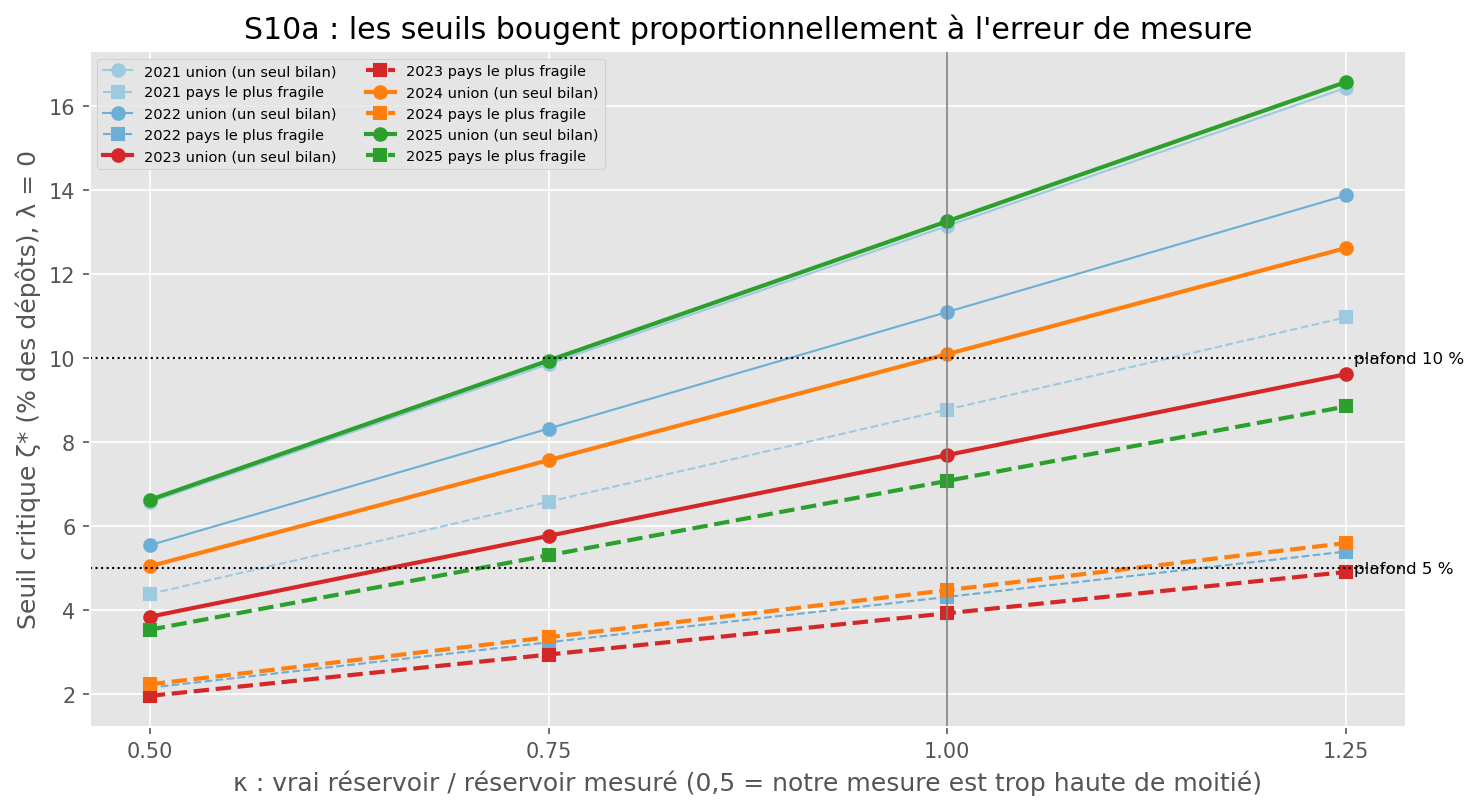 S10a : les seuils bougent proportionnellement à l'erreur de mesure
2021 union (un seul bilan)
2021 pays le plus fragile
2022 union (un seul bilan)
2022 pays le plus fragile
2023 union (un seul bilan)
2023 pays le plus fragile
2024 union (un seul bilan)
2024 pays le plus fragile
2025 union (un seul bilan)
2025 pays le plus fragile
Seuil critique ζ* (% des dépôts), λ = 0
16
14
12
10
8
6
4
2
plafond 10 %
plafond 5 %
0.50
0.75
1.00
1.25
κ : vrai réservoir / réservoir mesuré (0,5 = notre mesure est trop haute de moitié)